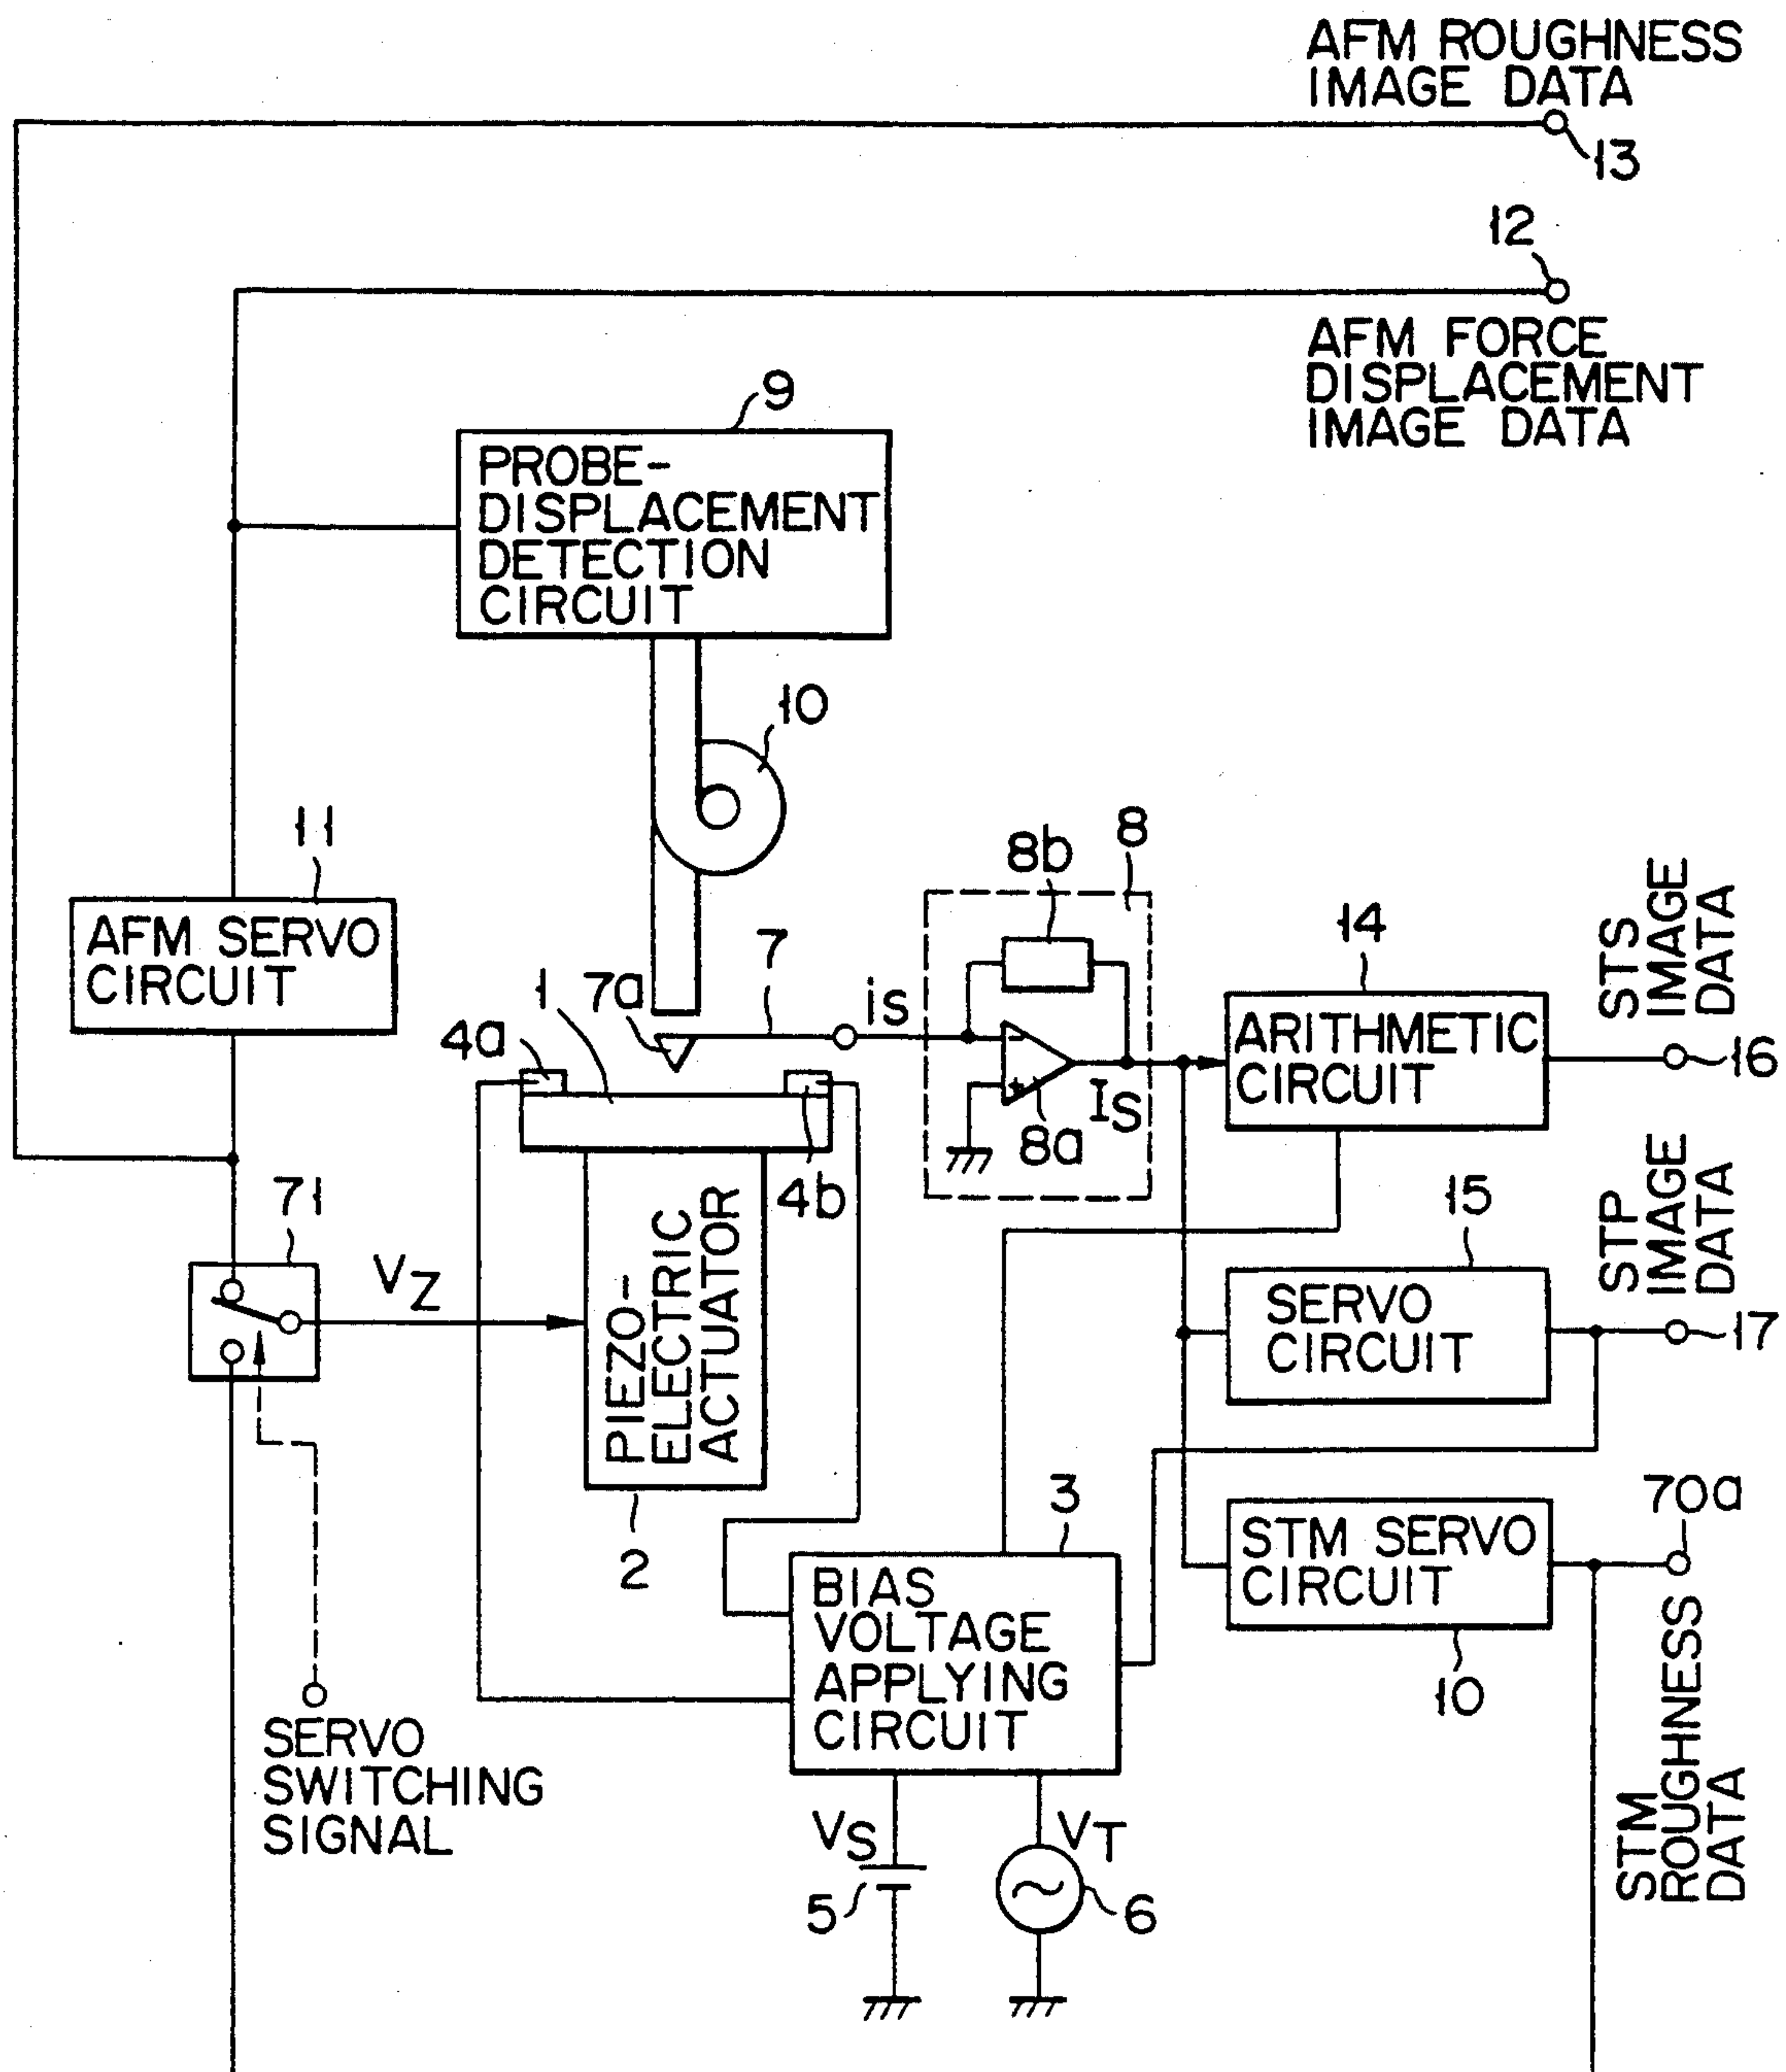 AFM ROUGHNESS
IMAGE DATA
13
12
AFM FORCE
DISPLACEMENT
IMAGE DATA
9
PROBE-
DISPLACEMENT
DETECTION
CIRCUIT
10
11
AFM SERVO
CIRCUIT
8
8b
7
7a
1
4a
is
14
STS
IMAGE
DATA
ARITHMETIC
CIRCUIT
16
- +
Is
8a
4b
71
VZ
PIEZO-
ELECTRIC
ACTUATOR
2
15
STP
IMAGE
DATA
SERVO
CIRCUIT
17
3
70a
STM SERVO
CIRCUIT
10
BIAS
VOLTAGE
APPLYING
CIRCUIT
STM
ROUGHNESS
DATA
SERVO
SWITCHING
SIGNAL
VS
VT
5
6